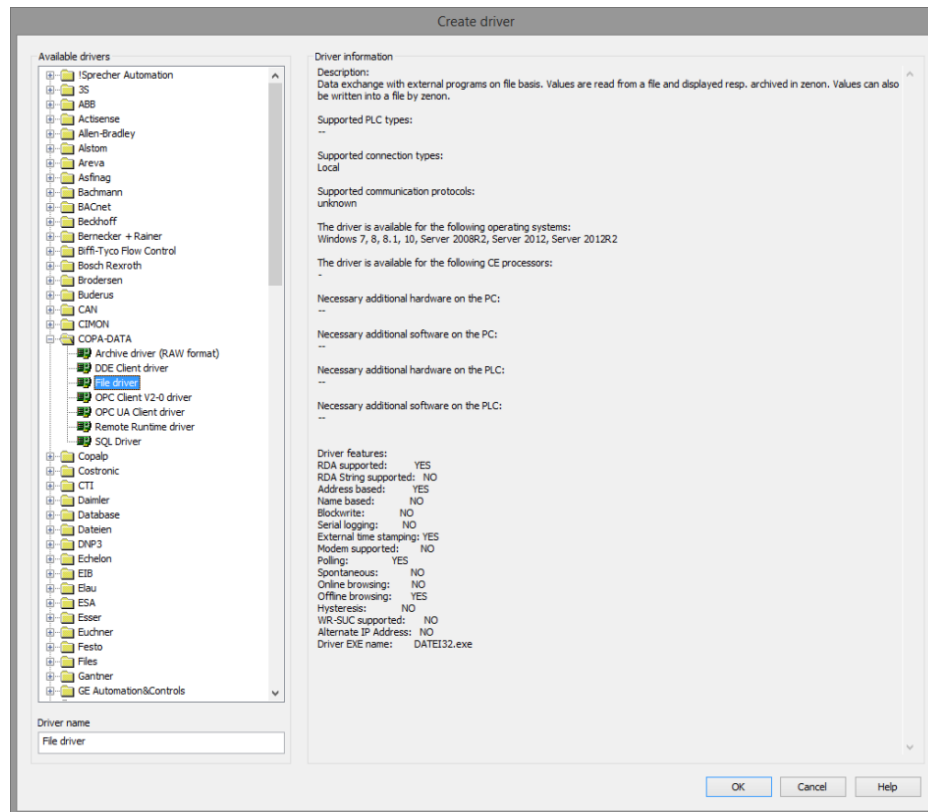 Create driver
Available drivers
!Sprecher Automation
3S
ABB
Actisense
Allen-Bradley
Alstom
Areva
Asfinag
Bachmann
BACnet
Beckhoff
Bernecker + Rainer
Biffi-Tyco Flow Control
Bosch Rexroth
Brodersen
Buderus
CAN
CIMON
COPA-DATA
Archive driver (RAW format)
DDE Client driver
File driver
OPC Client V2-0 driver
OPC UA Client driver
Remote Runtime driver
SQL Driver
Copalp
Costronic
CTI
Daimler
Database
Dateien
DNP3
Echelon
EIB
Elau
ESA
Esser
Euchner
Festo
Files
Gantner
GE Automation&Controls
Driver name
File driver
Driver information
Description:
Data exchange with external programs on file basis. Values are read from a file and displayed resp. archived in zenon. Values can also
be written into a file by zenon.
Supported PLC types:
--
Supported connection types:
Local
Supported communication protocols:
unknown
The driver is available for the following operating systems:
Windows 7, 8, 8.1, 10, Server 2008R2, Server 2012, Server 2012R2
The driver is available for the following CE processors:
-
Necessary additional hardware on the PC:
--
Necessary additional software on the PC:
--
Necessary additional hardware on the PLC:
--
Necessary additional software on the PLC:
--
Driver features:
RDA supported: YES
RDA String supported: NO
Address based: YES
Name based: NO
Blockwrite: NO
Serial logging: NO
External time stamping: YES
Modem supported: NO
Polling: YES
Spontaneous: NO
Online browsing: NO
Offline browsing: YES
Hysteresis: NO
WR-SUC supported: NO
Alternate IP Address: NO
Driver EXE name: DATEI32.exe
OK
Cancel
Help